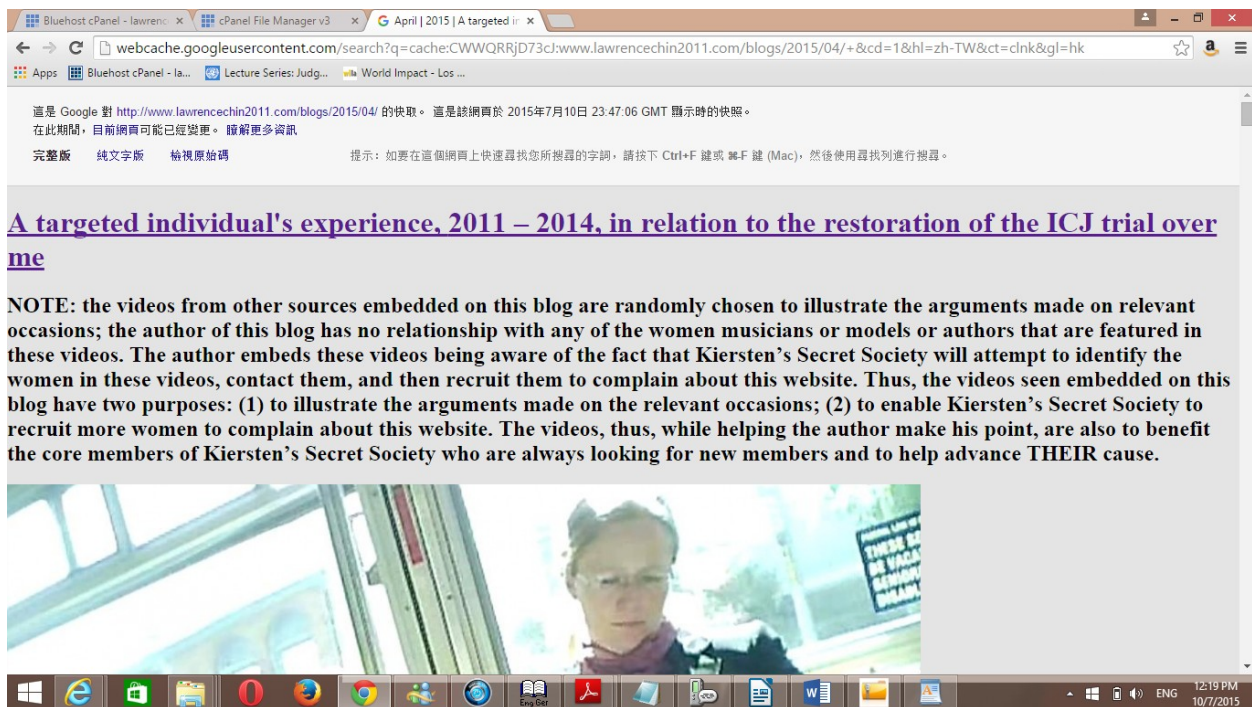 Bluehost cPanel - lawrenc
cPanel File Manager v3
April | 2015 | A targeted in
webcache.googleusercontent.com/search?q=cache:CWWQRRjD73cJ:www.lawrencechin2011.com/blogs/2015/04/+&cd=1&hl=zh-TW&ct=clnk&gl=hk
Apps Bluehost cPanel - la... Lecture Series: Judg... World Impact - Los ...
這是 Google 對 http://www.lawrencechin2011.com/blogs/2015/04/ 的快取。 這是該網頁於 2015年7月10日 23:47:06 GMT 顯示時的快照。
在此期間，目前網頁可能已經變更。 瞭解更多資訊
完整版 純文字版 檢視原始碼 提示：如要在這個網頁上快速尋找您所搜尋的字詞，請按下 Ctrl+F 鍵或 ⌘-F 鍵 (Mac)，然後使用尋找列進行搜尋。
A targeted individual's experience, 2011 – 2014, in relation to the restoration of the ICJ trial over
me
NOTE: the videos from other sources embedded on this blog are randomly chosen to illustrate the arguments made on relevant
occasions; the author of this blog has no relationship with any of the women musicians or models or authors that are featured in
these videos. The author embeds these videos being aware of the fact that Kiersten’s Secret Society will attempt to identify the
women in these videos, contact them, and then recruit them to complain about this website. Thus, the videos seen embedded on this
blog have two purposes: (1) to illustrate the arguments made on the relevant occasions; (2) to enable Kiersten’s Secret Society to
recruit more women to complain about this website. The videos, thus, while helping the author make his point, are also to benefit
the core members of Kiersten’s Secret Society who are always looking for new members and to help advance THEIR cause.
THESE
BE
Eng Ger
ENG
12:19 PM
10/7/2015